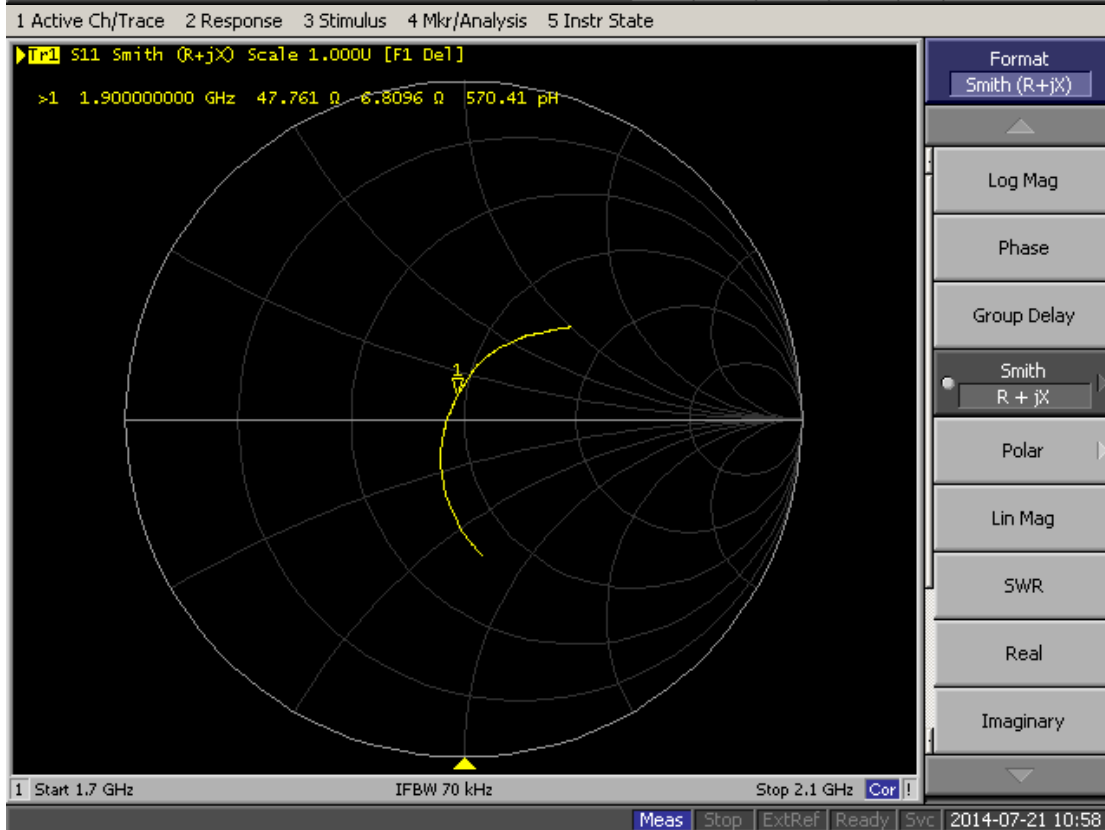 1 Active Ch/Trace 2 Response 3 Stimulus 4 Mkr/Analysis 5 Instr State
Tr1 S11 Smith (R+jX) Scale 1.000U [F1 Del]
>1 1.900000000 GHz 47.761 Ω 6.8096 Ω 570.41 pH
1
1 Start 1.7 GHz IFBW 70 kHz Stop 2.1 GHz Cor !
Format
Smith (R+jX)
Log Mag
Phase
Group Delay
Smith
R + jX
Polar
Lin Mag
SWR
Real
Imaginary
Meas Stop ExtRef Ready Svc 2014-07-21 10:58